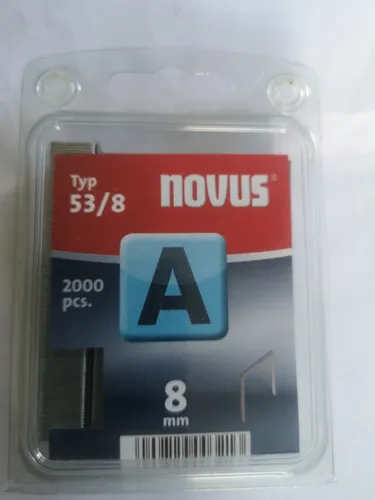 Typ
53/8
novus®
2000
pcs.
A
8
mm